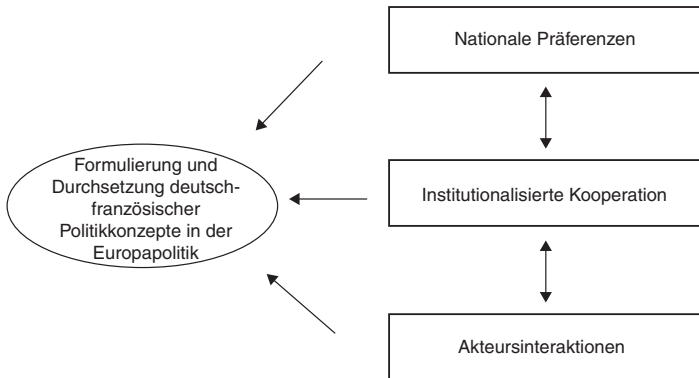 Nationale Präferenzen
Formulierung und
Durchsetzung deutsch-
französischer
Politikkonzepte in der
Europapolitik
Institutionalisierte Kooperation
Akteursinteraktionen